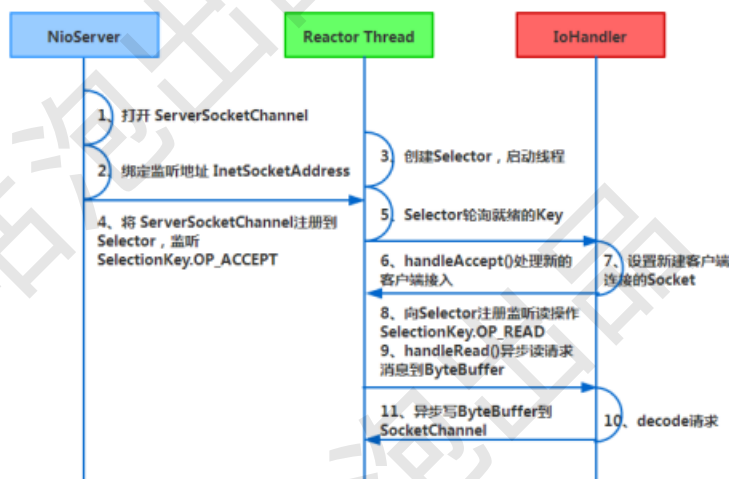 NioServer
Reactor Thread
IoHandler
1、打开 ServerSocketChannel
2、绑定监听地址 InetSocketAddress
3、创建Selector，启动线程
4、将 ServerSocketChannel注册到
Selector，监听
SelectionKey.OP_ACCEPT
5、Selector轮询就绪的Key
6、handleAccept()处理新的
客户端接入
7、设置新建客户端
连接的Socket
8、向Selector注册监听读操作
SelectionKey.OP_READ
9、handleRead()异步读请求
消息到ByteBuffer
10、decode请求
11、异步写ByteBuffer到
SocketChannel